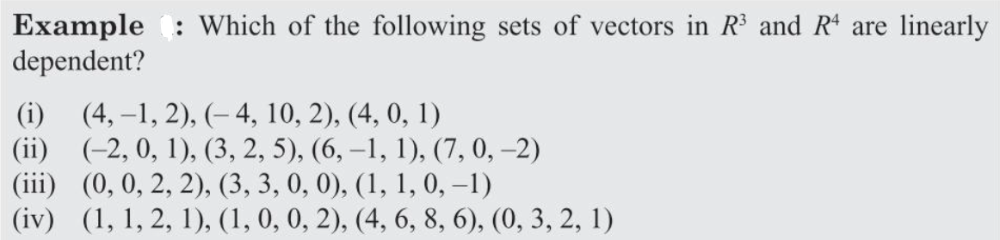 Example : Which of the following sets of vectors in R³ and R⁴ are linearly
dependent?
(i) (4, –1, 2), (– 4, 10, 2), (4, 0, 1)
(ii) (–2, 0, 1), (3, 2, 5), (6, –1, 1), (7, 0, –2)
(iii) (0, 0, 2, 2), (3, 3, 0, 0), (1, 1, 0, –1)
(iv) (1, 1, 2, 1), (1, 0, 0, 2), (4, 6, 8, 6), (0, 3, 2, 1)